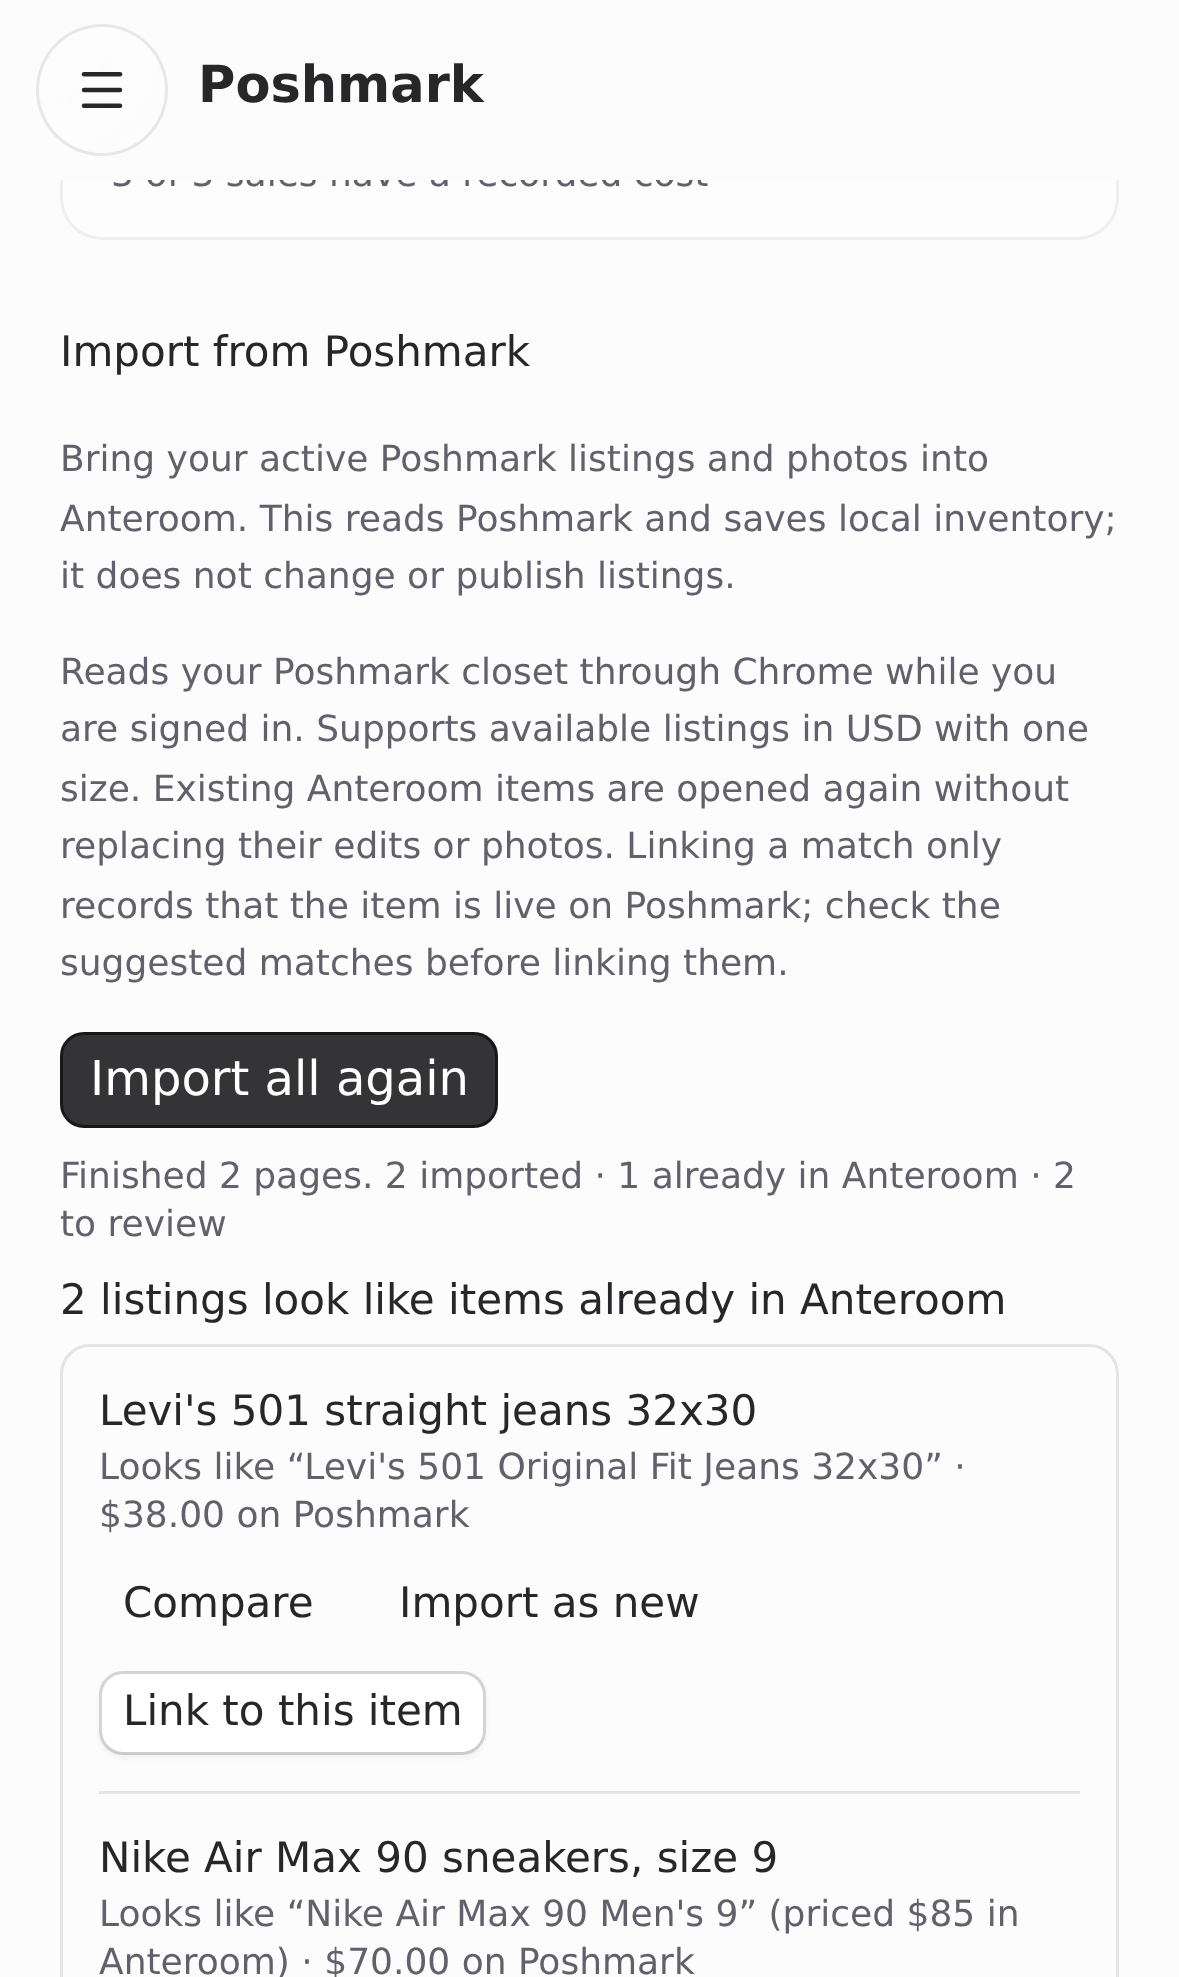 Poshmark
sales have a recorded cost
Import from Poshmark
Bring your active Poshmark listings and photos into
Anteroom. This reads Poshmark and saves local inventory;
it does not change or publish listings.
Reads your Poshmark closet through Chrome while you
are signed in. Supports available listings in USD with one
size. Existing Anteroom items are opened again without
replacing their edits or photos. Linking a match only
records that the item is live on Poshmark; check the
suggested matches before linking them.
Import all again
Finished 2 pages. 2 imported · 1 already in Anteroom · 2
to review
2 listings look like items already in Anteroom
Levi's 501 straight jeans 32x30
Looks like “Levi's 501 Original Fit Jeans 32x30” ·
$38.00 on Poshmark
Compare Import as new
Link to this item
Nike Air Max 90 sneakers, size 9
Looks like “Nike Air Max 90 Men's 9” (priced $85 in
Anteroom) · $70.00 on Poshmark